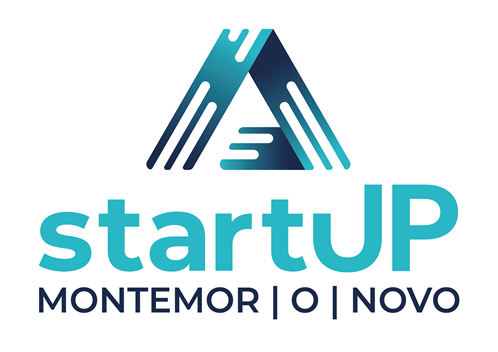 startUP
MONTEMOR | O | NOVO